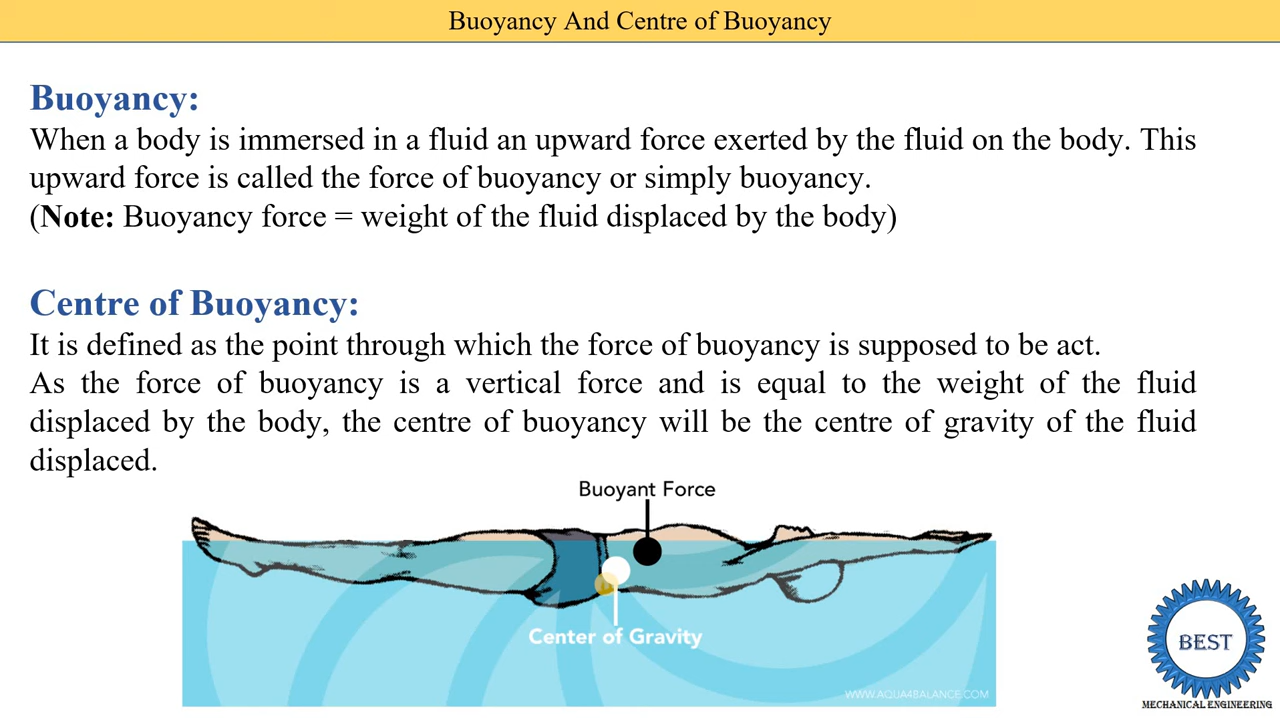 Buoyancy And Centre of Buoyancy
Buoyancy:
When a body is immersed in a fluid an upward force exerted by the fluid on the body. This
upward force is called the force of buoyancy or simply buoyancy.
(Note: Buoyancy force = weight of the fluid displaced by the body)
Centre of Buoyancy:
It is defined as the point through which the force of buoyancy is supposed to be act.
As the force of buoyancy is a vertical force and is equal to the weight of the fluid
displaced by the body, the centre of buoyancy will be the centre of gravity of the fluid
displaced.
Buoyant Force
Center of Gravity
WWW.AQUA4BALANCE.COM
BEST
MECHANICAL ENGINEERING